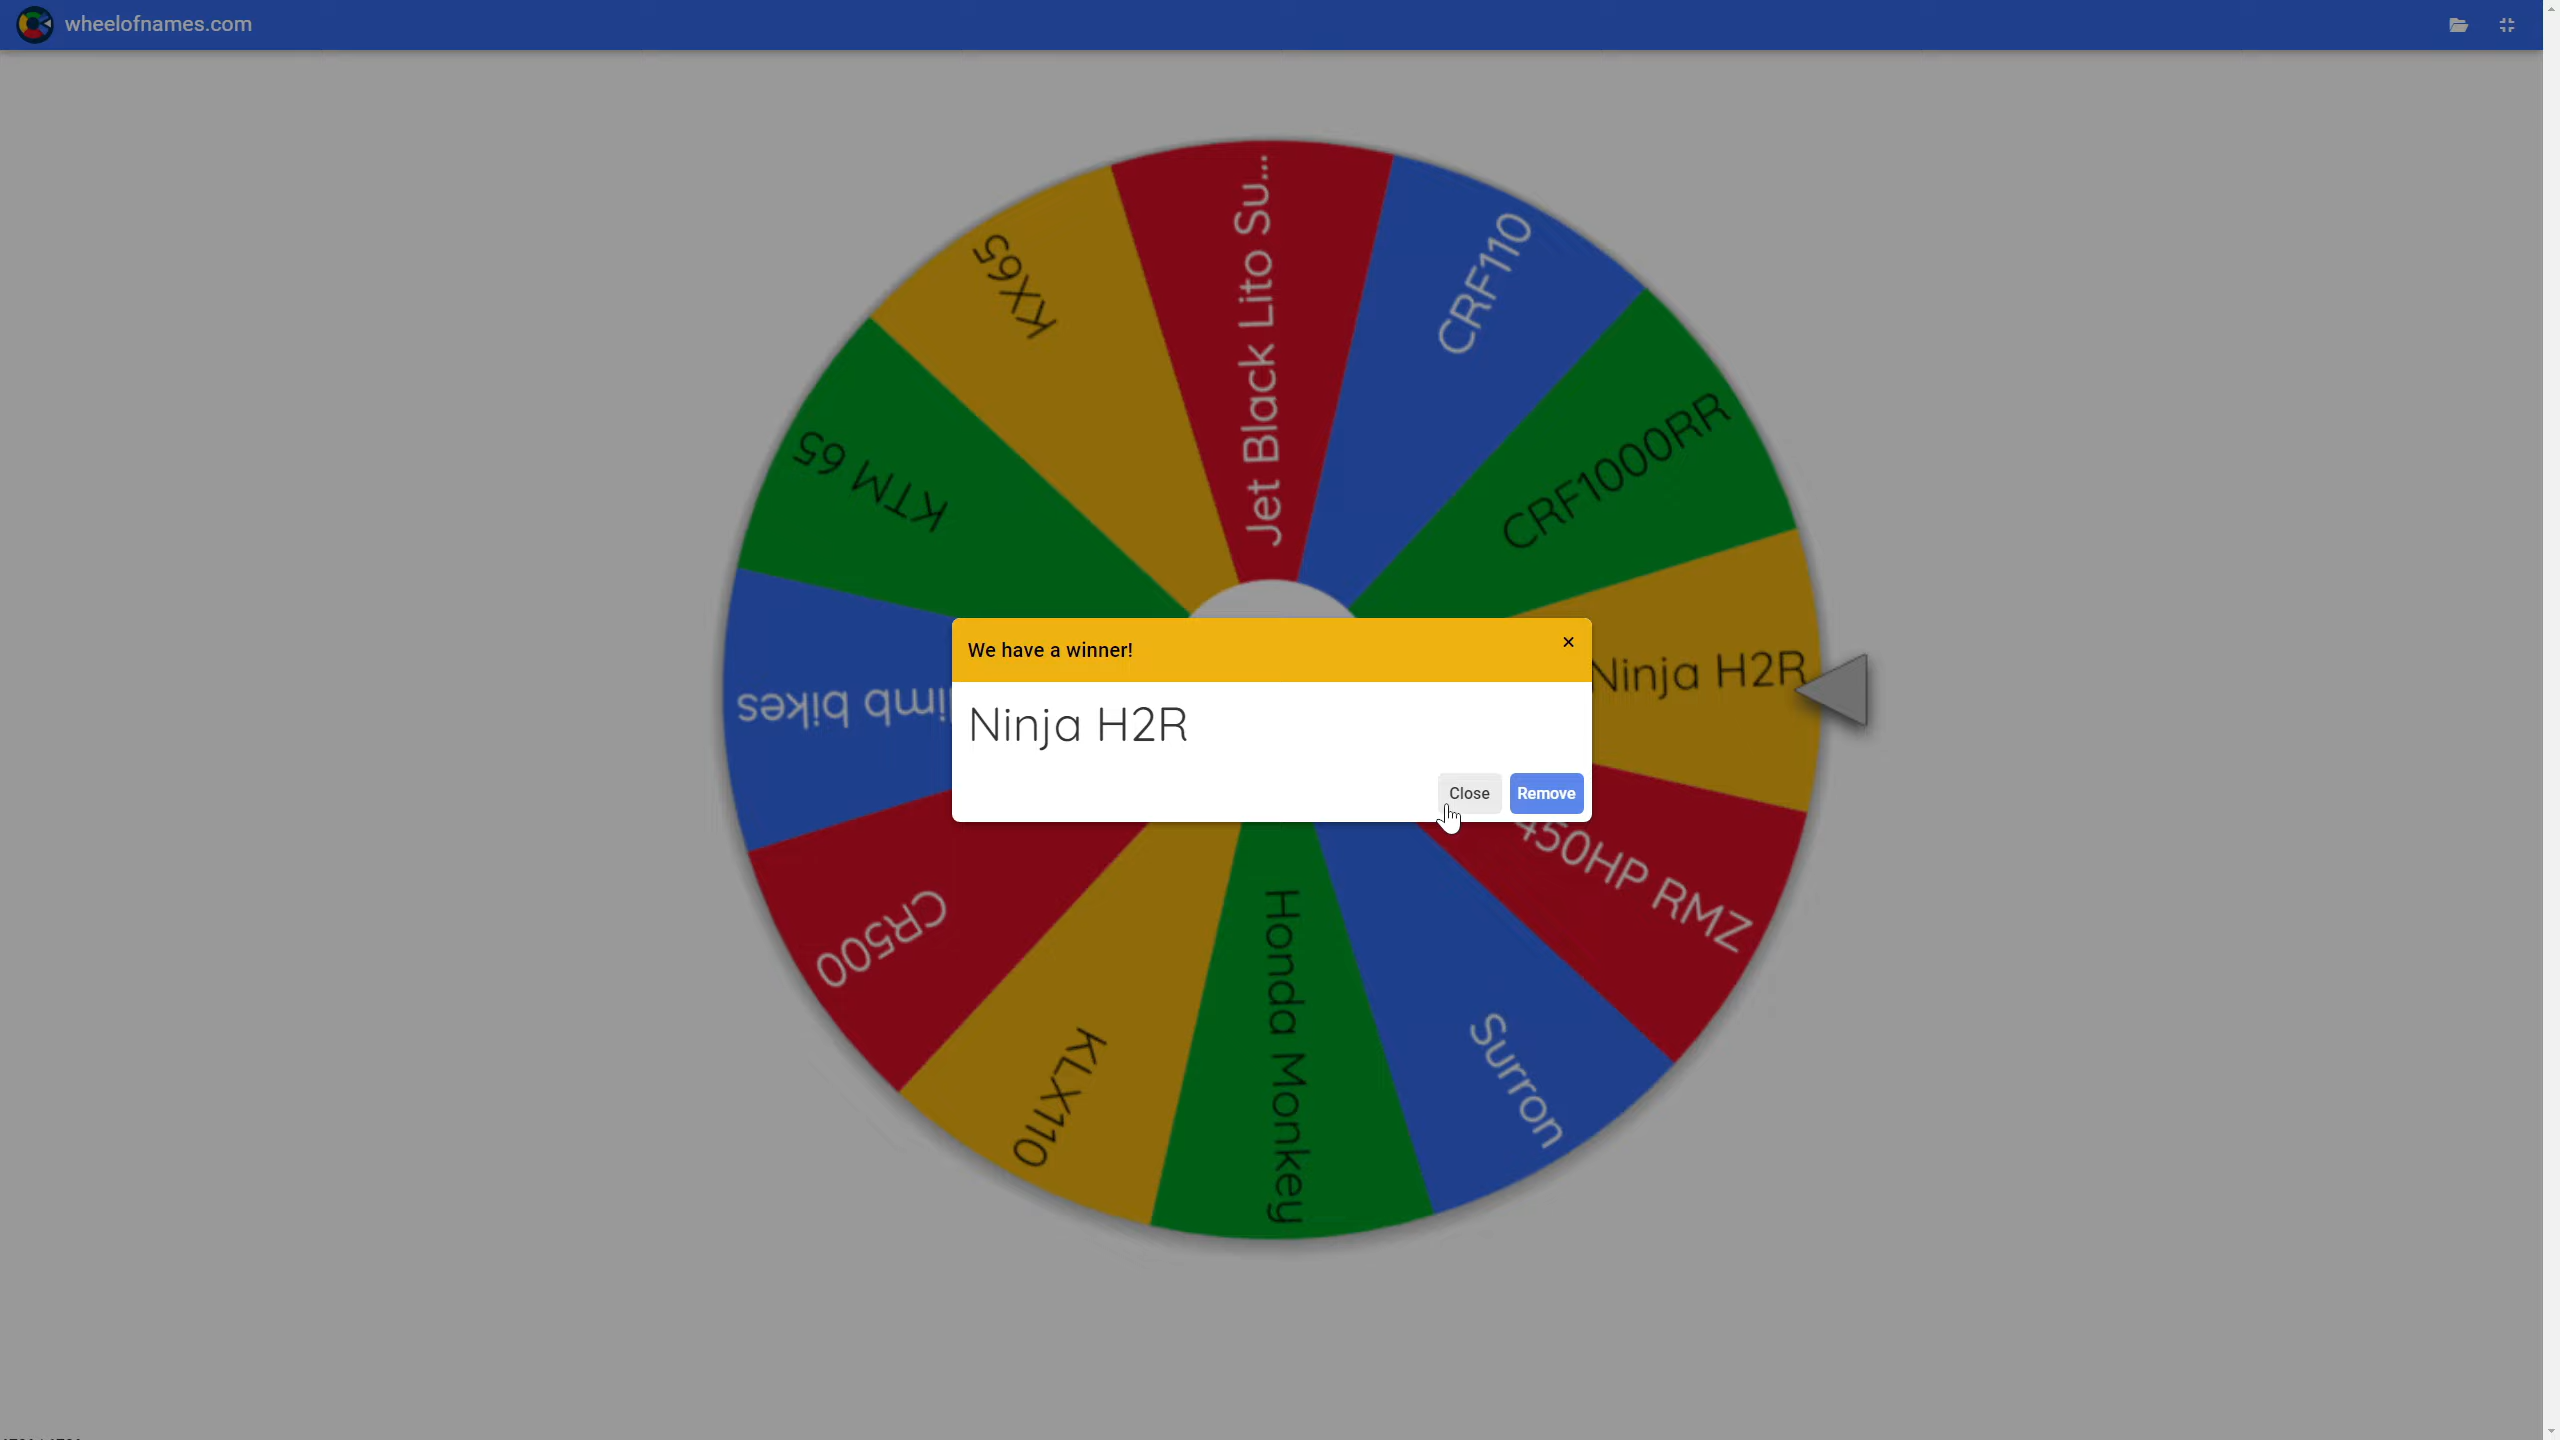 wheelofnames.com
Jet Black Lito Su...
CRF110
CRF1000RR
Ninja H2R
450HP RMZ
Surron
Honda Monkey
KLX110
CR500
bikes
KTM 65
KX65
We have a winner!
×
Ninja H2R
Close
Remove